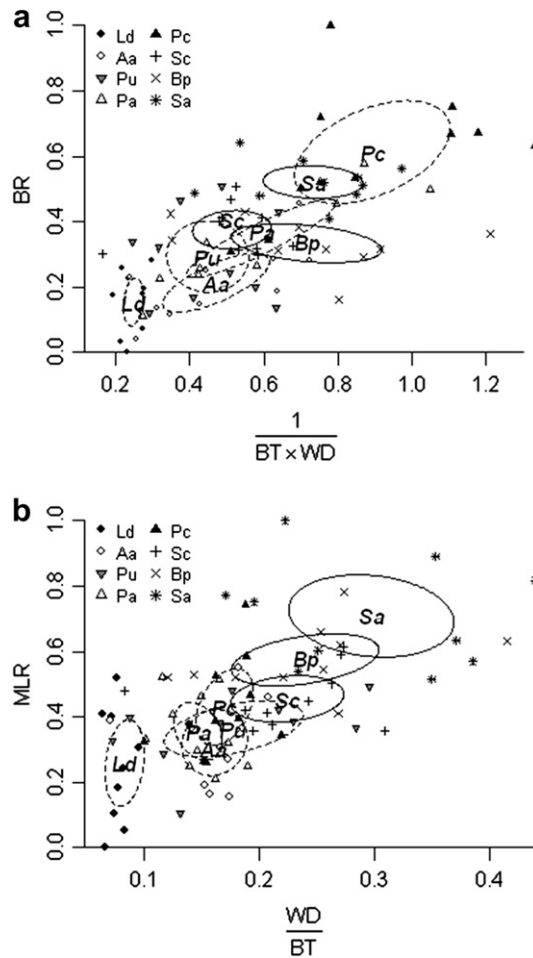 a
Ld Pc
Aa Sc
Pu Bp
Pa Sa
BR
1.0
0.8
0.6
0.4
0.2
0.0
Pc
Sa
Sc
Pa
Bp
Pu
Aa
Ld
0.2 0.4 0.6 0.8 1.0 1.2
1
BT × WD
b
Ld Pc
Aa Sc
Pu Bp
Pa Sa
MLR
1.0
0.8
0.6
0.4
0.2
0.0
Sa
Bp
Sc
Pc
Pa
Pu
Aa
Ld
0.1 0.2 0.3 0.4
WD
BT